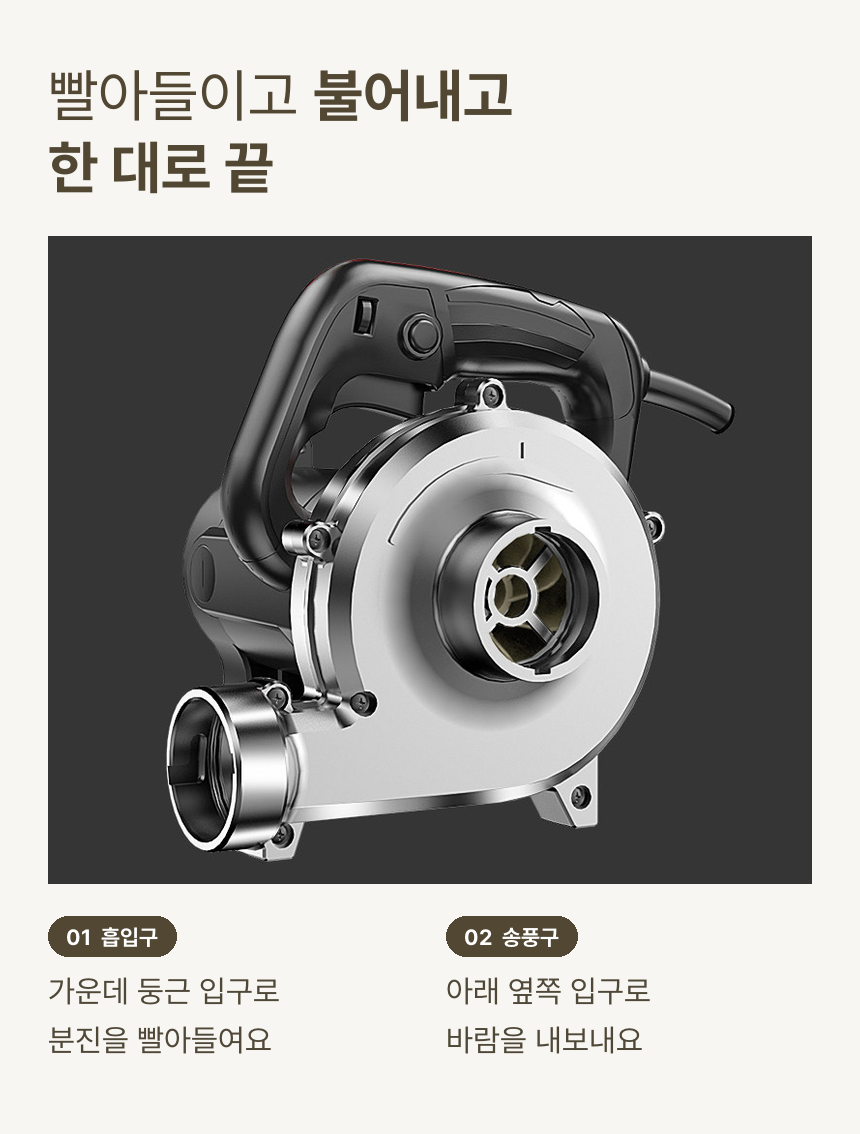 빨아들이고 불어내고
한 대로 끝
01 흡입구
가운데 둥근 입구로
분진을 빨아들여요
02 송풍구
아래 옆쪽 입구로
바람을 내보내요